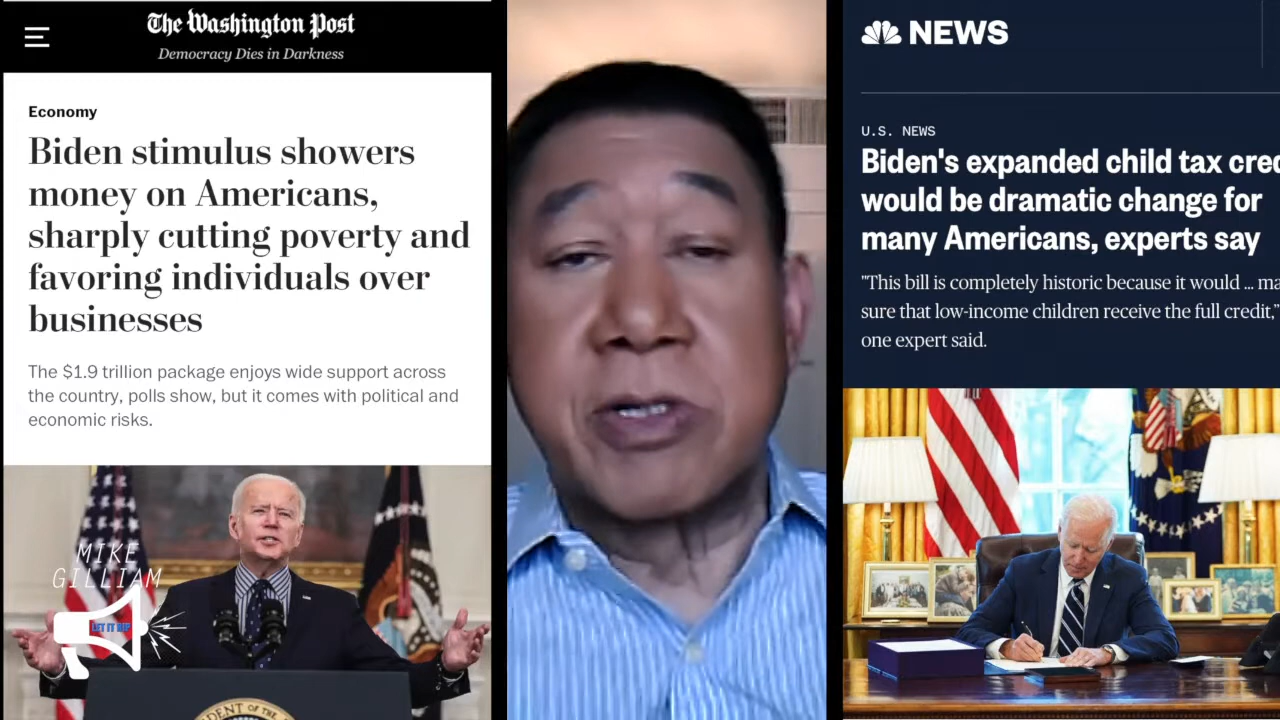 The Washington Post
Democracy Dies in Darkness
Economy
Biden stimulus showers
money on Americans,
sharply cutting poverty and
favoring individuals over
businesses
The $1.9 trillion package enjoys wide support across
the country, polls show, but it comes with political and
economic risks.
MIKE
GILLIAM
LET IT RIP
NEWS
U.S. NEWS
Biden's expanded child tax cred
would be dramatic change for
many Americans, experts say
"This bill is completely historic because it would ... ma
sure that low-income children receive the full credit,"
one expert said.